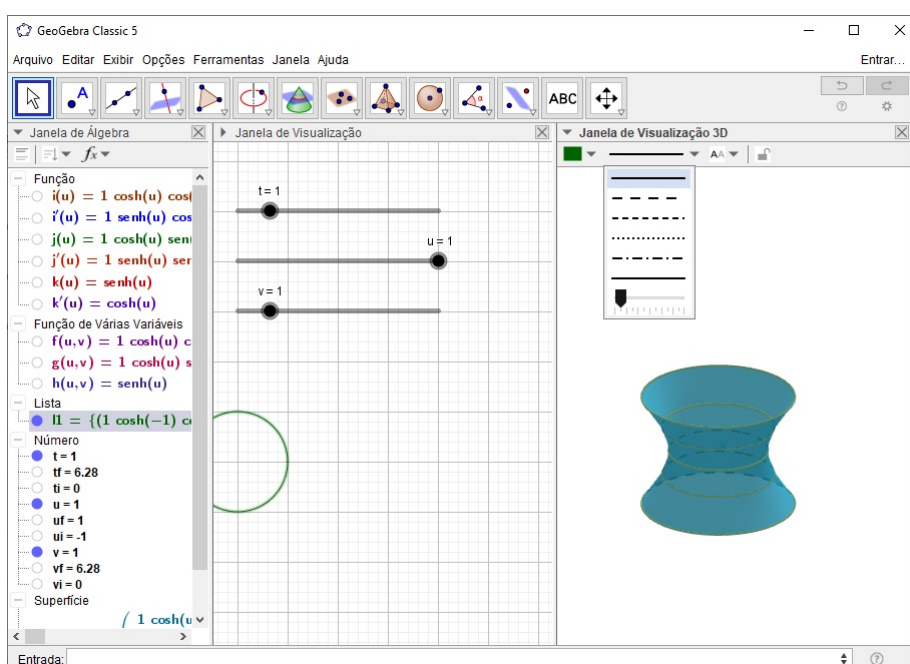 GeoGebra Classic 5
Arquivo Editar Exibir Opções Ferramentas Janela Ajuda
Entrar...
A
α
ABC
Janela de Álgebra
Janela de Visualização
Janela de Visualização 3D
fx
AA
Função
i(u) = 1 cosh(u) cos(
i′(u) = 1 senh(u) cos
j(u) = 1 cosh(u) sen
j′(u) = 1 senh(u) ser
k(u) = senh(u)
k′(u) = cosh(u)
Função de Várias Variáveis
f(u,v) = 1 cosh(u) c
g(u,v) = 1 cosh(u) s
h(u,v) = senh(u)
Lista
l1 = {(1 cosh(−1) c
Número
t = 1
tf = 6.28
ti = 0
u = 1
uf = 1
ui = -1
v = 1
vf = 6.28
vi = 0
Superfície
( 1 cosh(u
t = 1
u = 1
v = 1
Entrada: